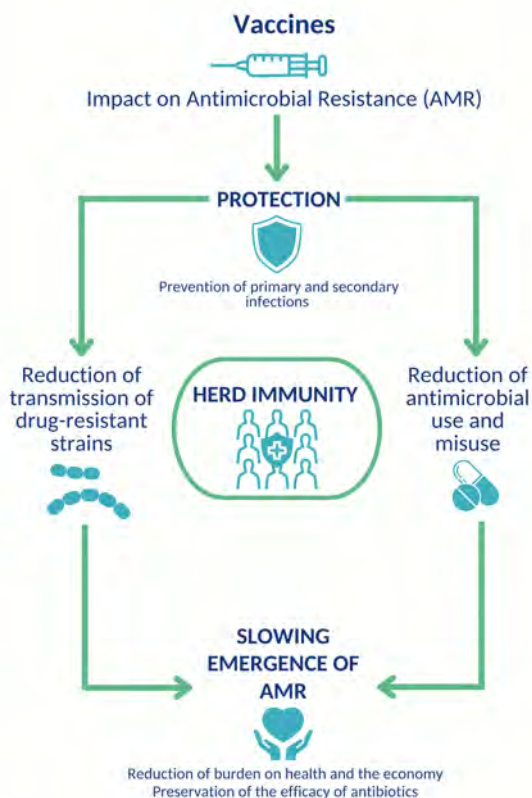 Vaccines
Impact on Antimicrobial Resistance (AMR)
PROTECTION
Prevention of primary and secondary
infections
Reduction of
transmission of
drug-resistant
strains
HERD IMMUNITY
Reduction of
antimicrobial
use and
misuse
SLOWING
EMERGENCE OF
AMR
Reduction of burden on health and the economy
Preservation of the efficacy of antibiotics